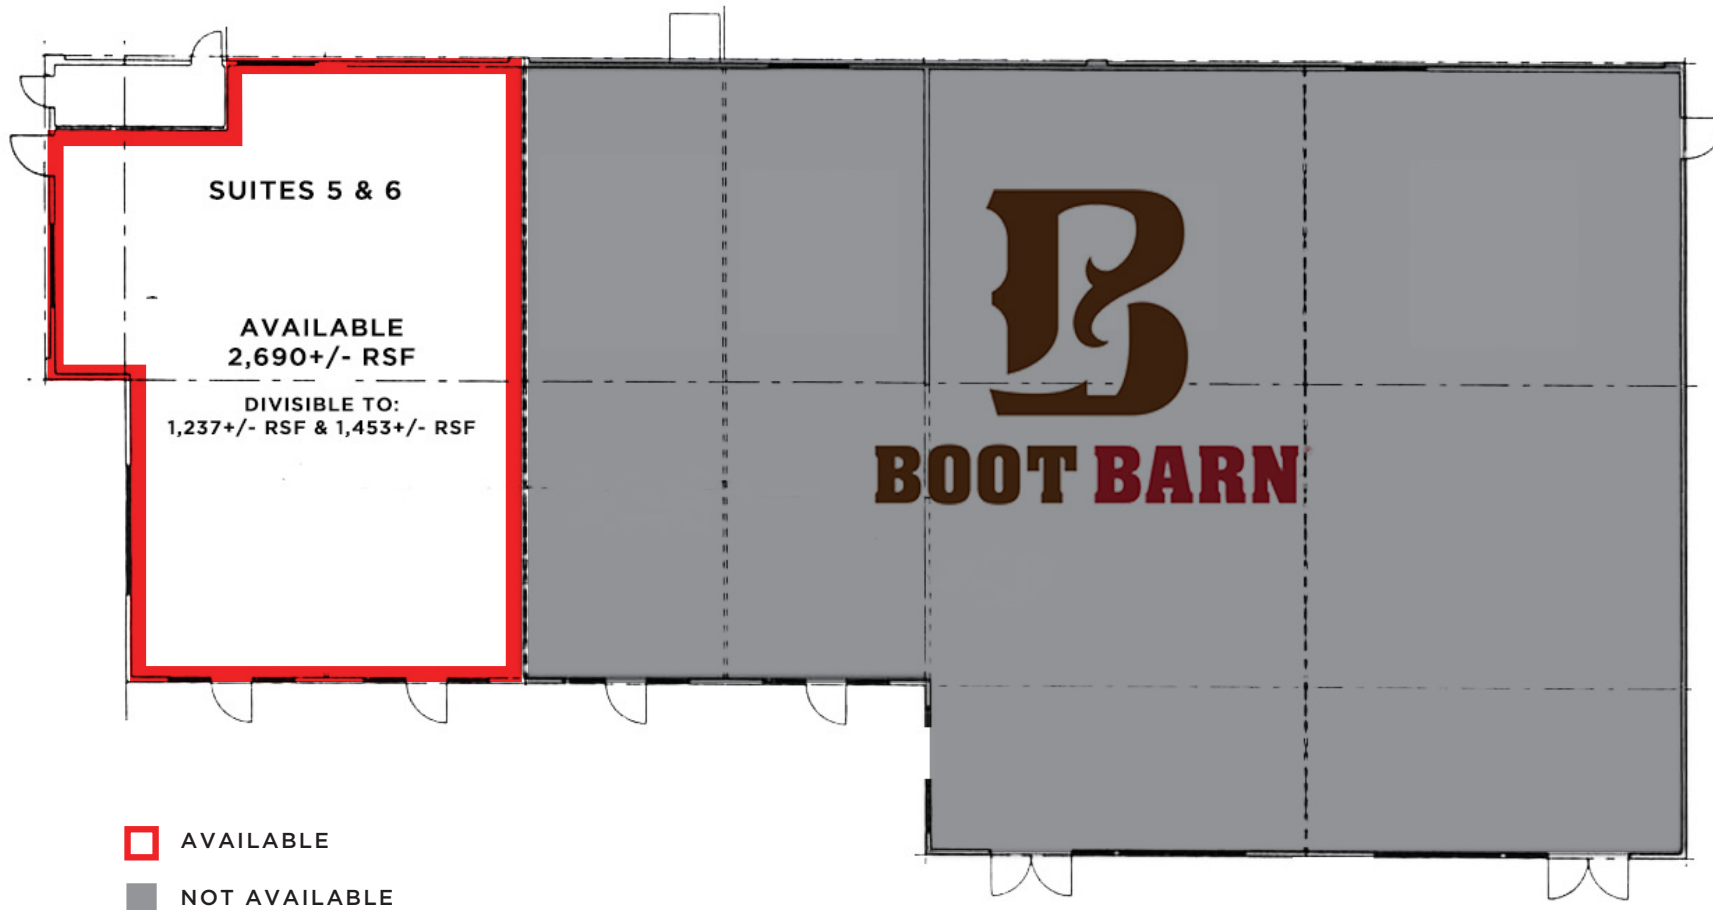 SUITES 5 & 6
AVAILABLE
2,690+/- RSF
DIVISIBLE TO:
1,237+/- RSF & 1,453+/- RSF
B
BOOT BARN
AVAILABLE
NOT AVAILABLE